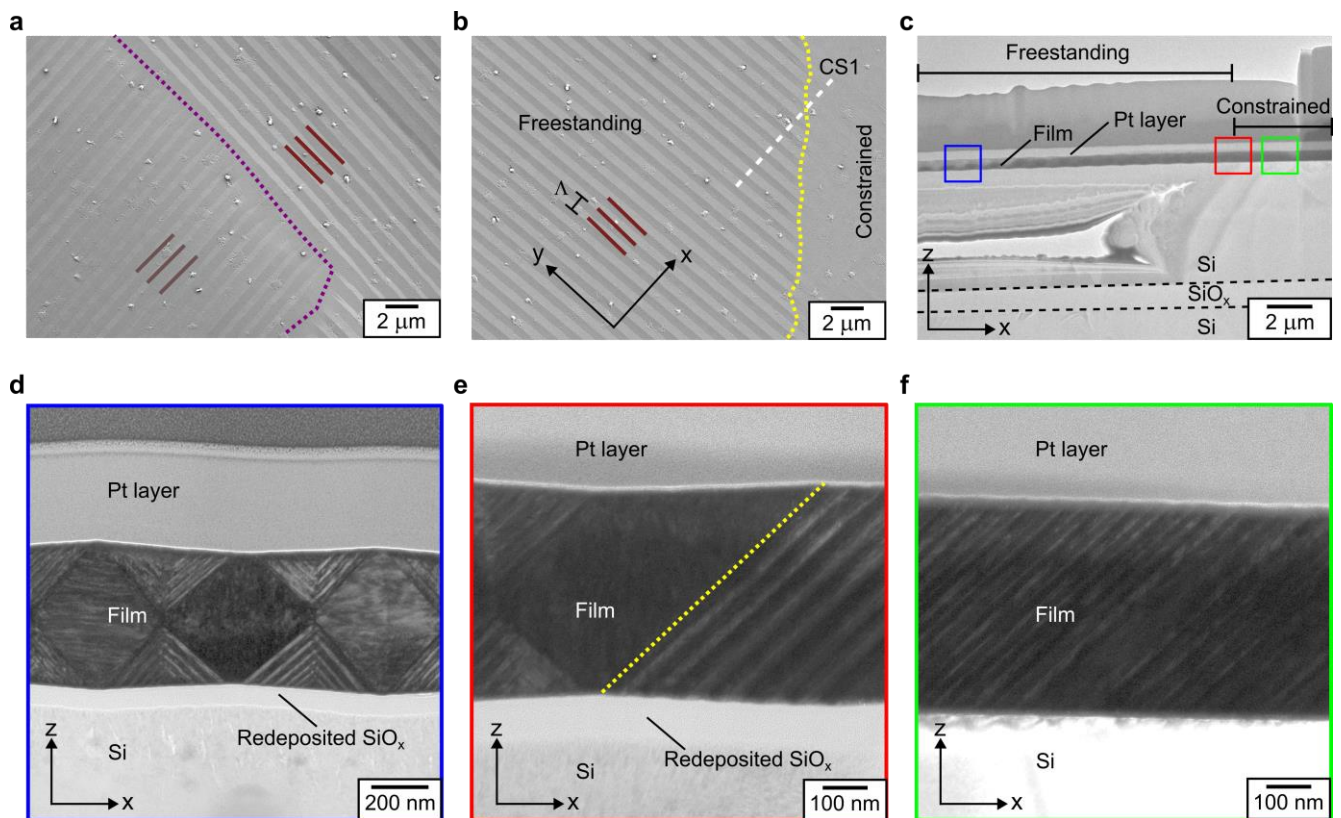 a
2 μm
b
CS1
Freestanding
Constrained
Λ
y
x
2 μm
c
Freestanding
Constrained
Pt layer
Film
z
x
Si
SiOx
Si
2 μm
d
Pt layer
Film
Redeposited SiOx
z
Si
x
200 nm
e
Pt layer
Film
Redeposited SiOx
z
Si
x
100 nm
f
Pt layer
Film
z
Si
x
100 nm